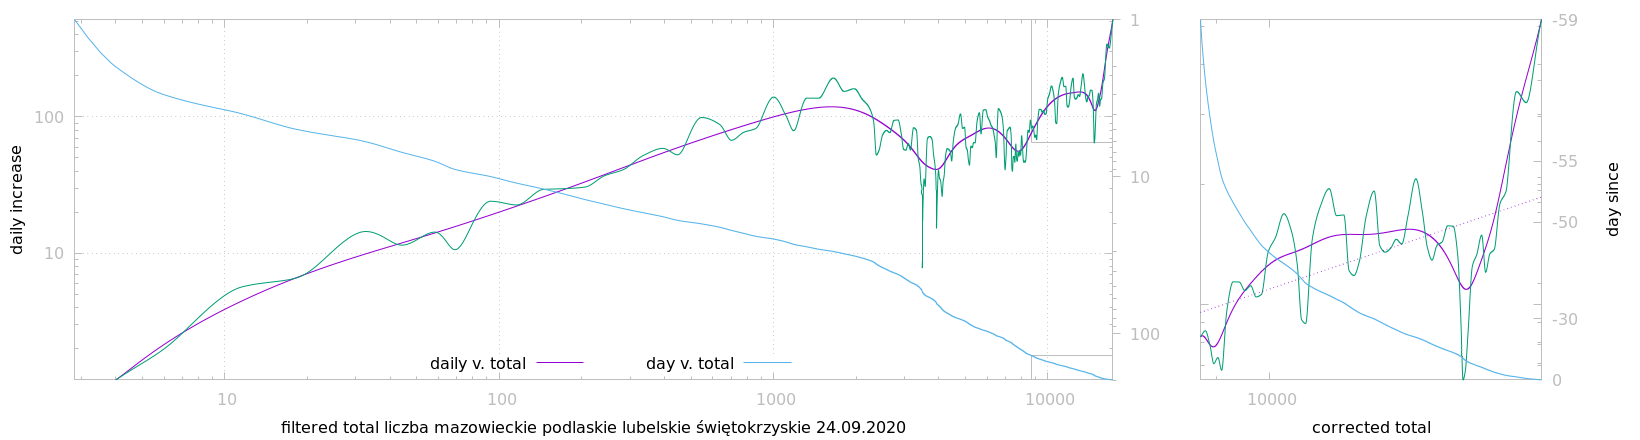 daily increase
100
10
daily v. total
day v. total
10
100
1000
10000
1
10
100
filtered total liczba mazowieckie podlaskie lubelskie świętokrzyskie 24.09.2020
-59
-55
-50
-30
0
day since
10000
corrected total